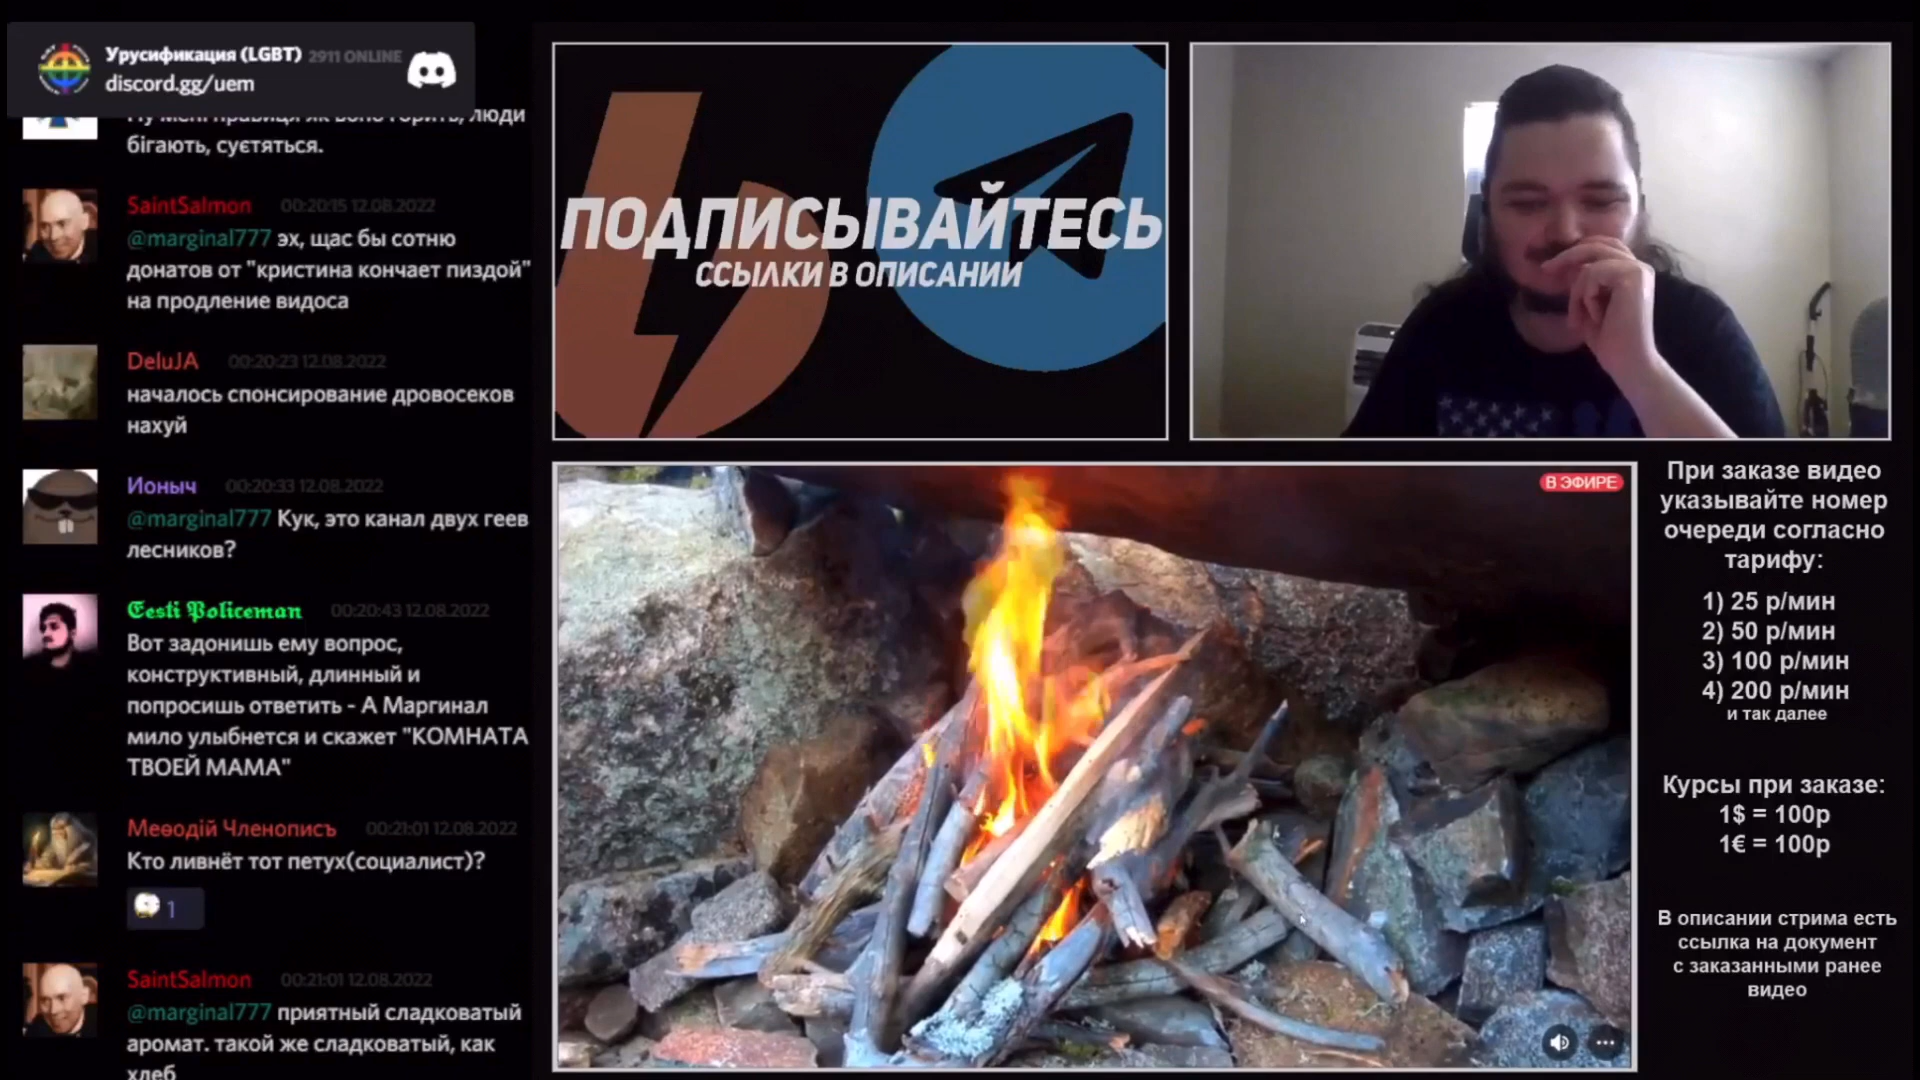 Урусификация (LGBT) 2911 ONLINE
discord.gg/uem
люди
бігають, суєтяться.
SaintSalmon 00:20:15 12.08.2022
@marginal777 эх, щас бы сотню
донатов от "кристина кончает пиздой"
на продление видоса
DeluJA 00:20:23 12.08.2022
началось спонсирование дровосеков
нахуй
Ионыч 00:20:33 12.08.2022
@marginal777 Кук, это канал двух геев
лесников?
Eesti Policeman 00:20:43 12.08.2022
Вот задонишь ему вопрос,
конструктивный, длинный и
попросишь ответить - А Маргинал
мило улыбнется и скажет "КОМНАТА
ТВОЕЙ МАМА"
Меѳодій Членописъ 00:21:01 12.08.2022
Кто ливнёт тот петух(социалист)?
1
SaintSalmon 00:21:01 12.08.2022
@marginal777 приятный сладковатый
аромат. такой же сладковатый, как
хлеб
ПОДПИСЫВАЙТЕСЬ
ССЫЛКИ В ОПИСАНИИ
В ЭФИРЕ
При заказе видео
указывайте номер
очереди согласно
тарифу:
1) 25 р/мин
2) 50 р/мин
3) 100 р/мин
4) 200 р/мин
и так далее
Курсы при заказе:
1$ = 100р
1€ = 100р
В описании стрима есть
ссылка на документ
с заказанными ранее
видео